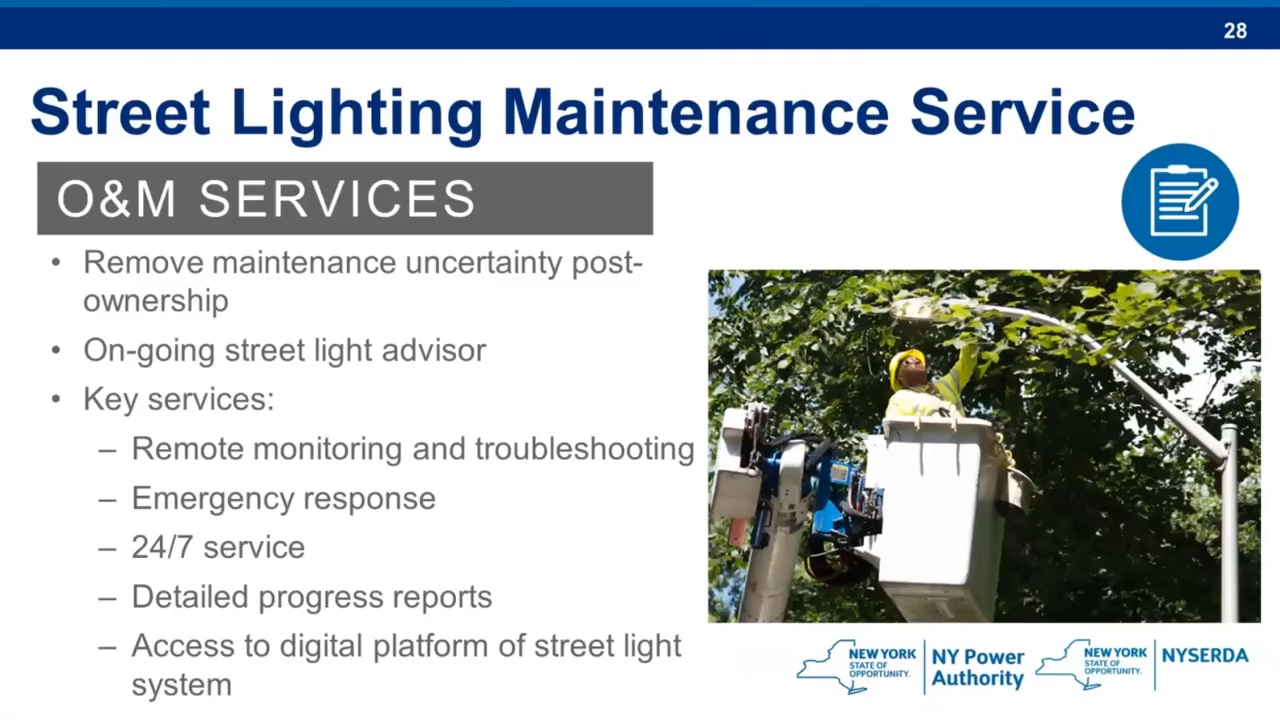 28
Street Lighting Maintenance Service
O&M SERVICES
• Remove maintenance uncertainty post-
ownership
• On-going street light advisor
• Key services:
– Remote monitoring and troubleshooting
– Emergency response
– 24/7 service
– Detailed progress reports
– Access to digital platform of street light
system
NEW YORK
STATE OF
OPPORTUNITY.
NY Power
Authority
NEW YORK
STATE OF
OPPORTUNITY.
NYSERDA